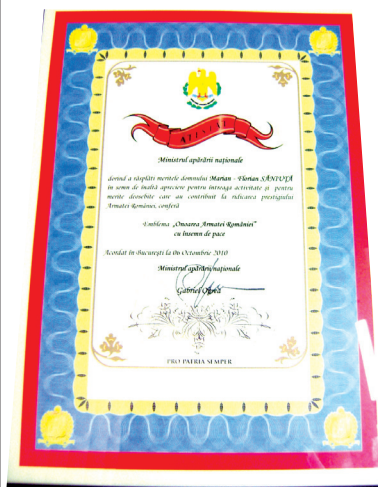 ATESTAT
Ministrul apărării naționale
dorind a răsplăti meritele domnului Marian - Florian SĂNIUȚĂ
în semn de înaltă apreciere pentru întreaga activitate și pentru
merite deosebite care au contribuit la ridicarea prestigiului
Armatei României, conferă
Emblema „Onoarea Armatei României”
cu însemn de pace
Acordat în București la 06 Octombrie 2010
Ministrul apărării naționale
Gabriel Oprea
PRO PATRIA SEMPER